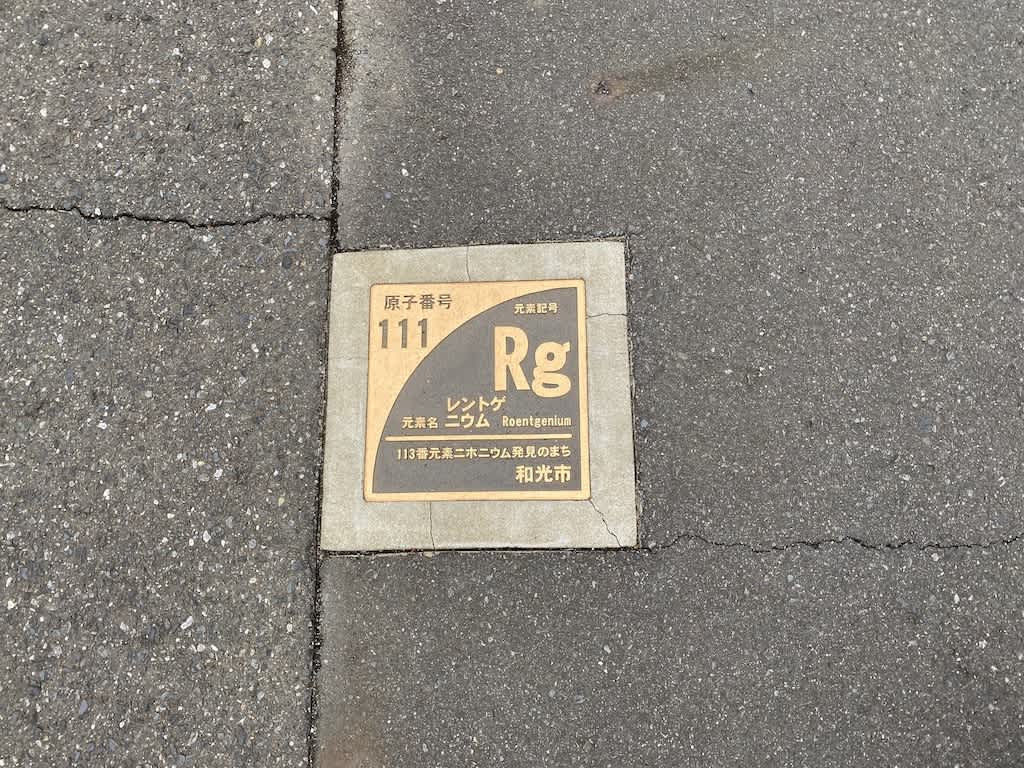 原子番号
111
元素記号
Rg
元素名 レントゲ
ニウム Roentgenium
113番元素ニホニウム発見のまち
和光市